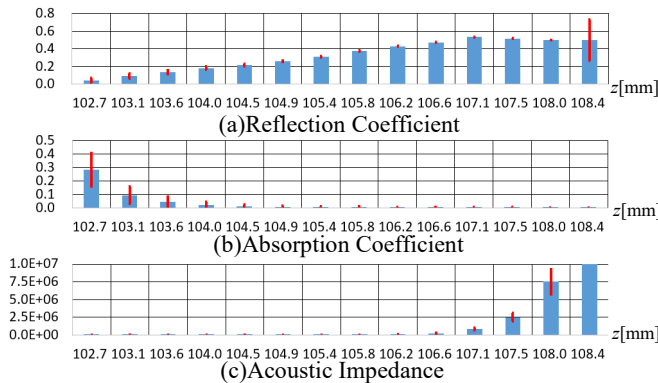 0.8
0.6
0.4
0.2
0.0
102.7 103.1 103.6 104.0 104.5 104.9 105.4 105.8 106.2 106.6 107.1 107.5 108.0 108.4 z[mm]
(a)Reflection Coefficient
0.5
0.4
0.3
0.2
0.1
0.0
102.7 103.1 103.6 104.0 104.5 104.9 105.4 105.8 106.2 106.6 107.1 107.5 108.0 108.4 z[mm]
(b)Absorption Coefficient
1.0E+07
7.5E+06
5.0E+06
2.5E+06
0.0E+00
102.7 103.1 103.6 104.0 104.5 104.9 105.4 105.8 106.2 106.6 107.1 107.5 108.0 108.4 z[mm]
(c)Acoustic Impedance